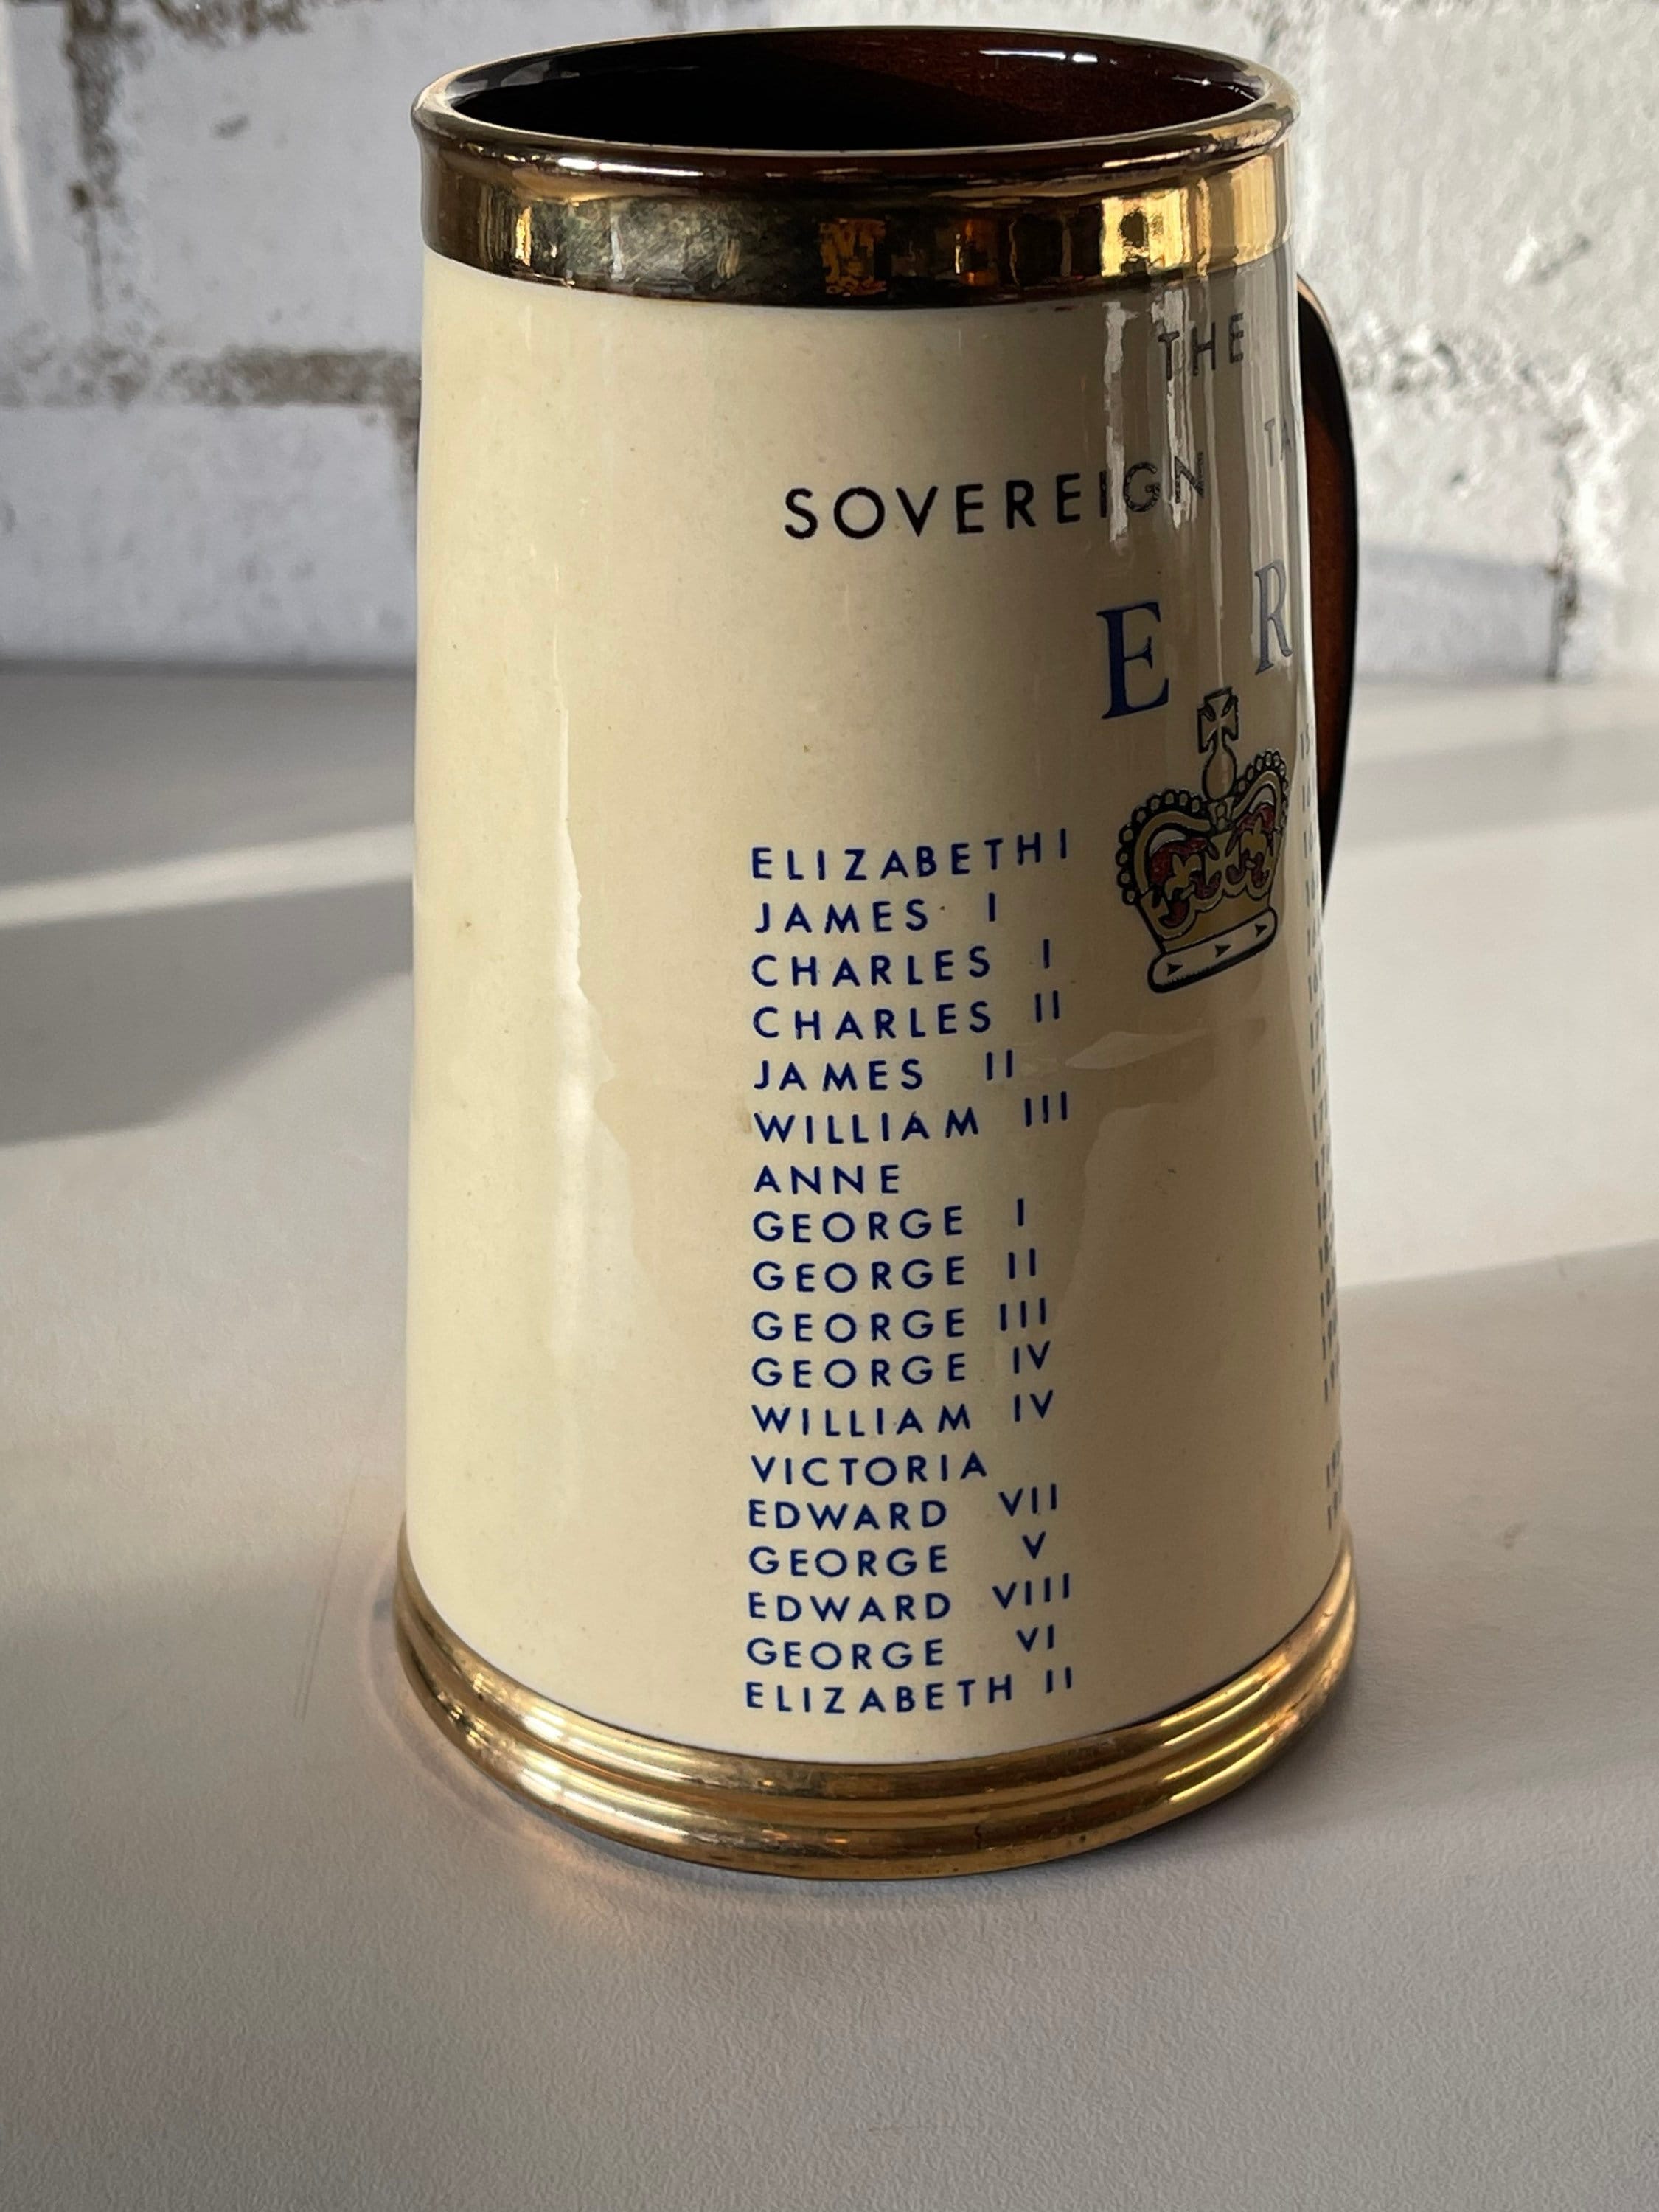 THE
SOVEREIGN TA
E R
ELIZABETH I
JAMES I
CHARLES I
CHARLES II
JAMES II
WILLIAM III
ANNE
GEORGE I
GEORGE II
GEORGE III
GEORGE IV
WILLIAM IV
VICTORIA
EDWARD VII
GEORGE V
EDWARD VIII
GEORGE VI
ELIZABETH II